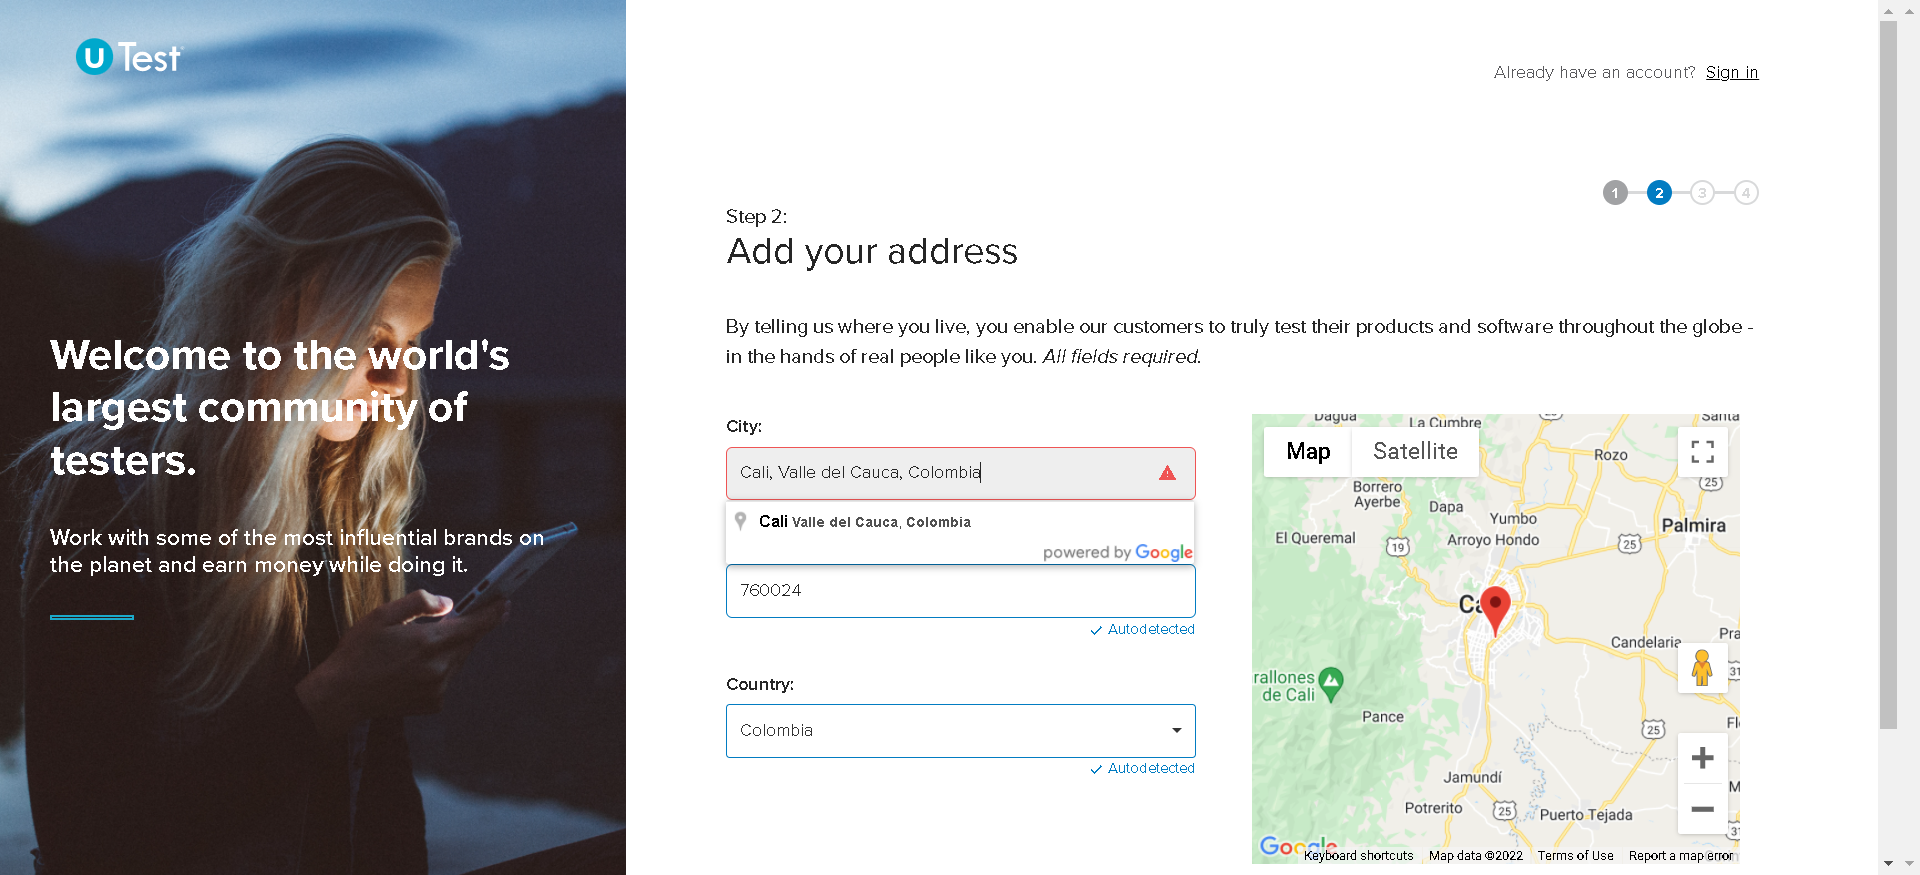 U Test
Welcome to the world's
largest community of
testers.
Work with some of the most influential brands on
the planet and earn money while doing it.
Already have an account? Sign in
1 2 3 4
Step 2:
Add your address
By telling us where you live, you enable our customers to truly test their products and software throughout the globe -
in the hands of real people like you. All fields required.
City:
Cali, Valle del Cauca, Colombia
Cali Valle del Cauca, Colombia
powered by Google
760024
Autodetected
Country:
Colombia
Autodetected
Map Satellite
Dagua
La Cumbre
Santa
Rozo
25
Borrero
Ayerbe
Dapa
Yumbo
Palmira
El Queremal
19
Arroyo Hondo
25
Ca
Candelaria
Pra
31
rallones
de Cali
Pance
25
Fl
Jamundí
M
Potrerito
25
Puerto Tejada
31
Google
Keyboard shortcuts Map data ©2022 Terms of Use Report a map error